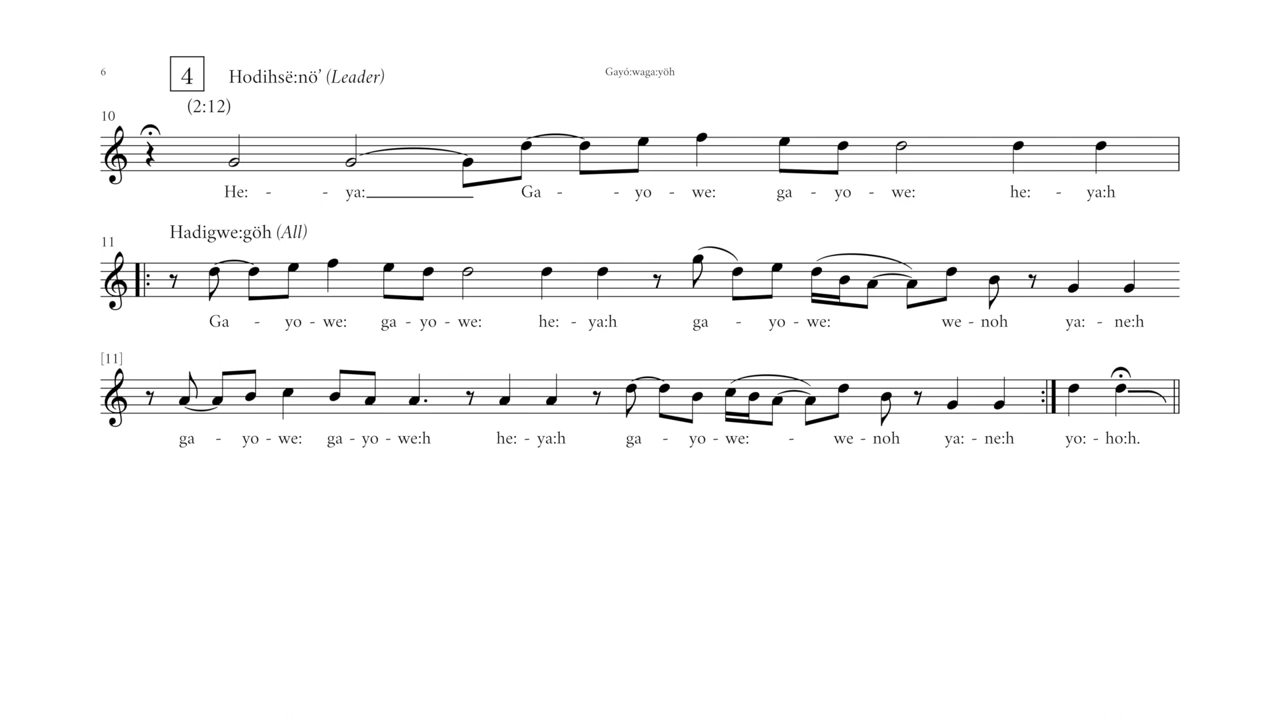 6
4 Hodihsë:nö’ (Leader)
Gayó:waga:yöh
(2:12)
10
He: - - ya: Ga - - yo - we: ga - yo - we: he: - ya:h
Hadigwe:göh (All)
11
Ga - yo - we: ga - yo - we: he: - ya:h ga - yo - we: we - noh ya: - ne:h
[11]
ga - yo - we: ga - yo - we:h he: - ya:h ga - yo - we: - we - noh ya: - ne:h yo: - ho:h.